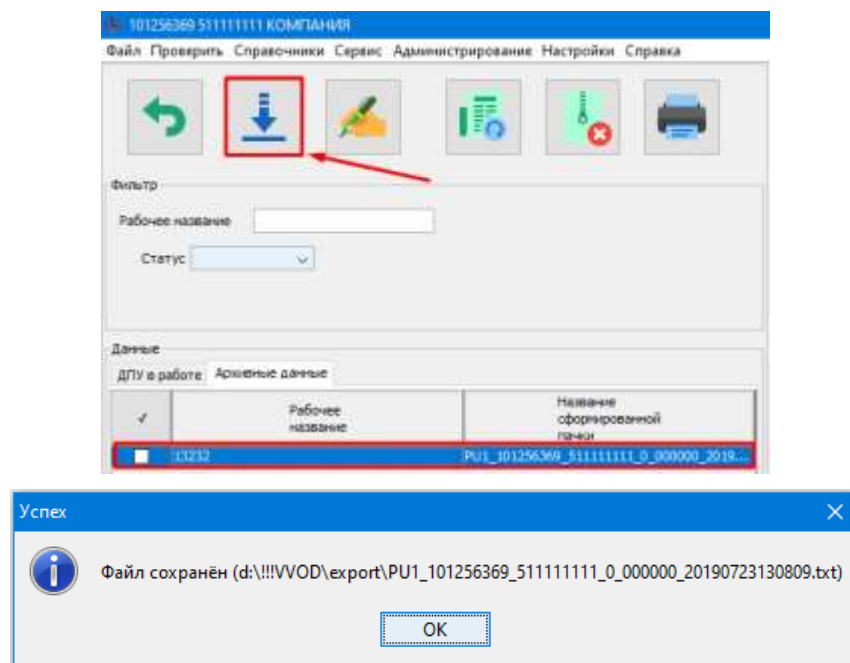 101256369 511111111 КОМПАНИЯ
Файл Проверить Справочники Сервис Администрирование Настройки Справка
Фильтр
Рабочее название
Статус
Данные
ДПУ в работе Архивные данные
✓ Рабочее название Название сформированной пачки
13232 PU1_101256369_511111111_0_000000_2019...
Успех
Файл сохранён (d:\!!!VVOD\export\PU1_101256369_511111111_0_000000_20190723130809.txt)
OK